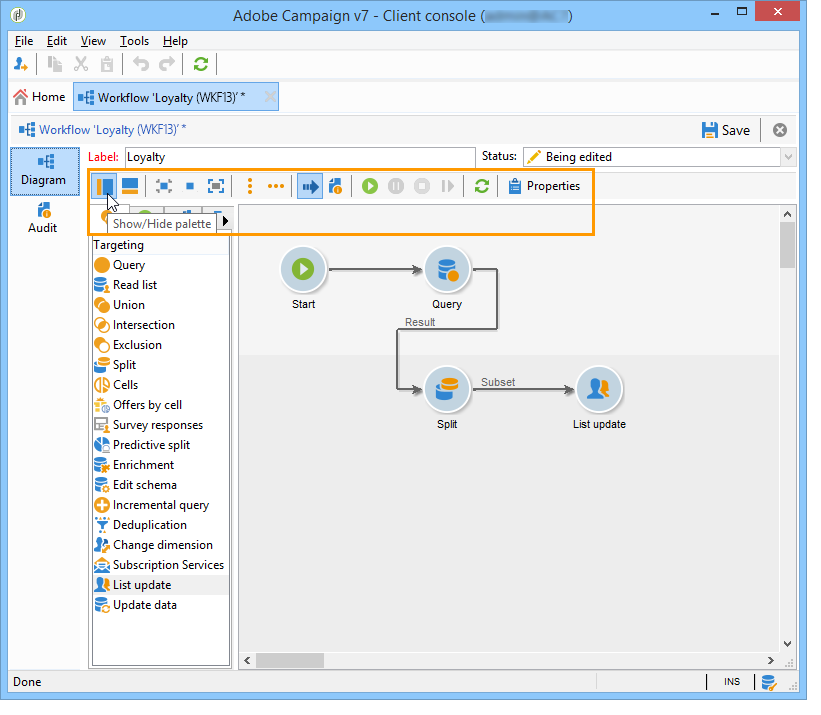 Adobe Campaign v7 - Client console ( )
File Edit View Tools Help
Home Workflow 'Loyalty (WKF13)' *
Workflow 'Loyalty (WKF13)' * Save
Label: Loyalty Status: Being edited
Diagram
Properties
Audit
Show/Hide palette
Targeting
Query
Read list
Union
Intersection
Exclusion
Split
Cells
Offers by cell
Survey responses
Predictive split
Enrichment
Edit schema
Incremental query
Deduplication
Change dimension
Subscription Services
List update
Update data
Start Query
Result
Subset
Split List update
Done INS